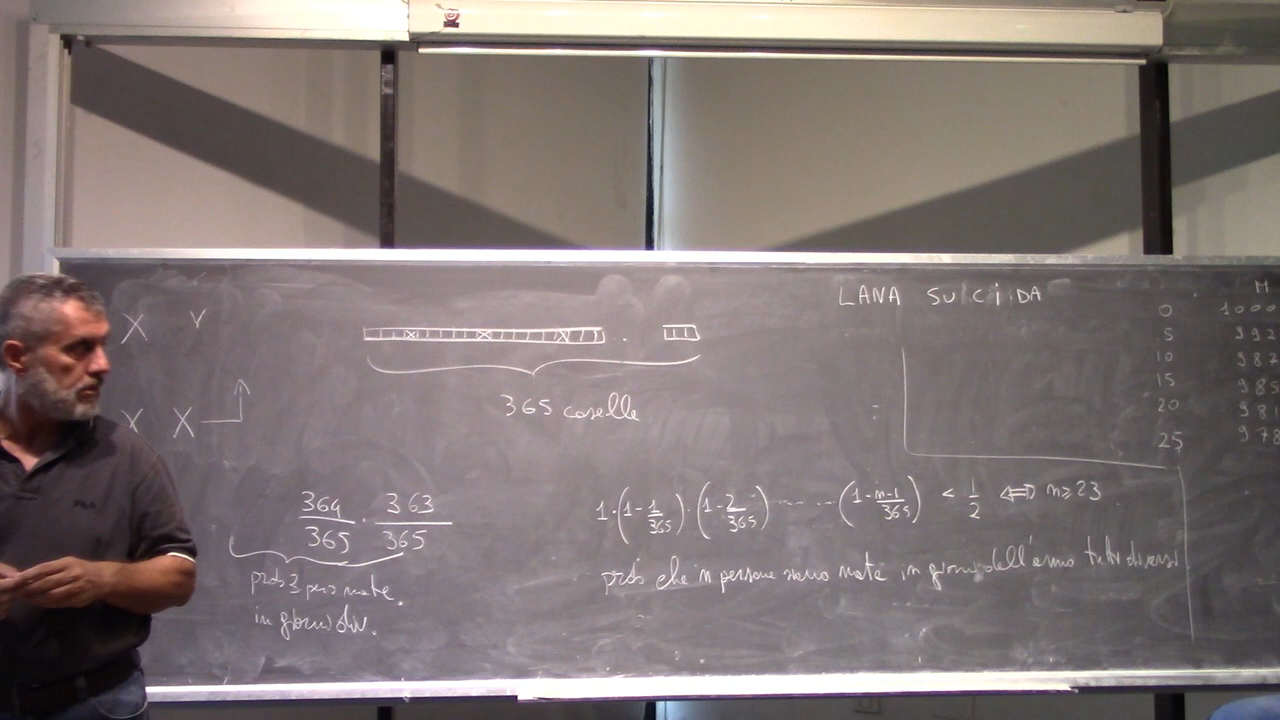 X Y
X X
365 caselle
364/365 · 363/365
prob 3 pers nate
in giorni div.
LANA SUICIDA
M
0 1000
5 992
10 987
15 985
20 981
25 978
1·(1-1/365)·(1-2/365)······(1-n-1/365) < 1/2 ⟺ n≥23
prob che n persone siano nate in giorni dell'anno tutti diversi
FILA